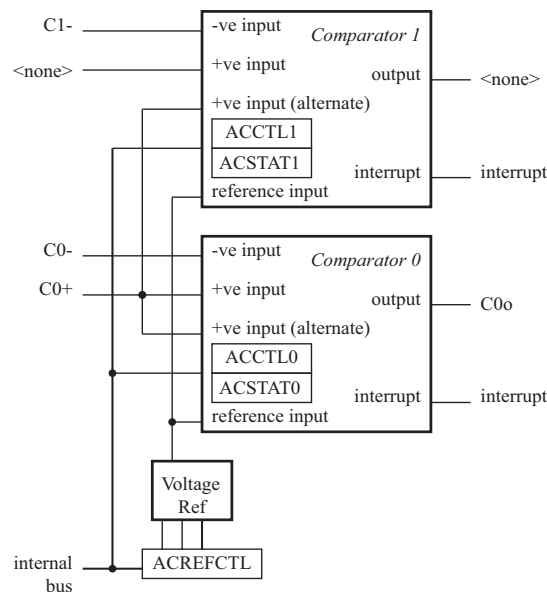 C1-
-ve input
Comparator 1
<none>
+ve input
output
<none>
+ve input (alternate)
ACCTL1
ACSTAT1
interrupt
interrupt
reference input
C0-
-ve input
Comparator 0
C0+
+ve input
output
C0o
+ve input (alternate)
ACCTL0
ACSTAT0
interrupt
interrupt
reference input
Voltage
Ref
internal
bus
ACREFCTL